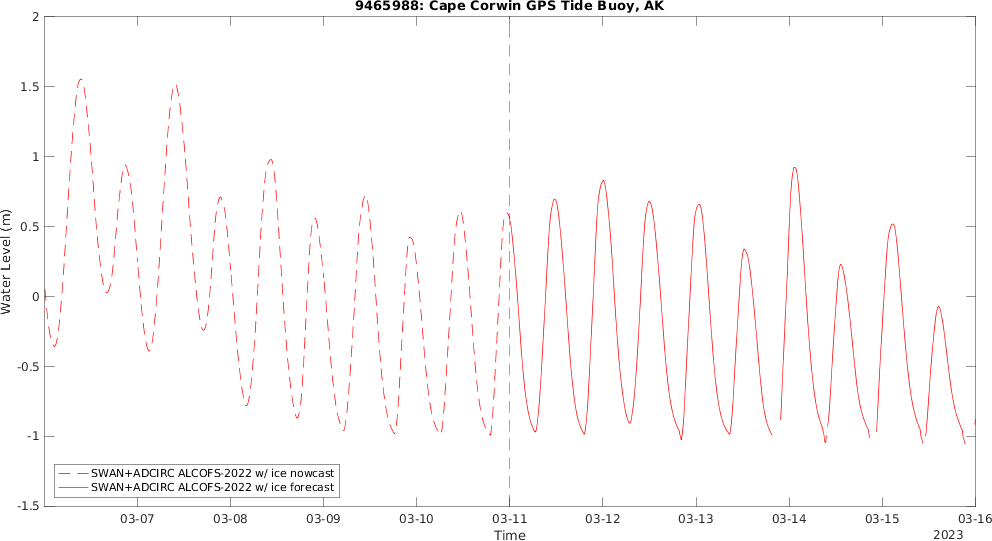 9465988: Cape Corwin GPS Tide Buoy, AK
2
1.5
1
0.5
0
-0.5
-1
-1.5
Water Level (m)
SWAN+ADCIRC ALCOFS-2022 w/ ice nowcast
SWAN+ADCIRC ALCOFS-2022 w/ ice forecast
03-07 03-08 03-09 03-10 03-11 03-12 03-13 03-14 03-15 03-16
Time
2023